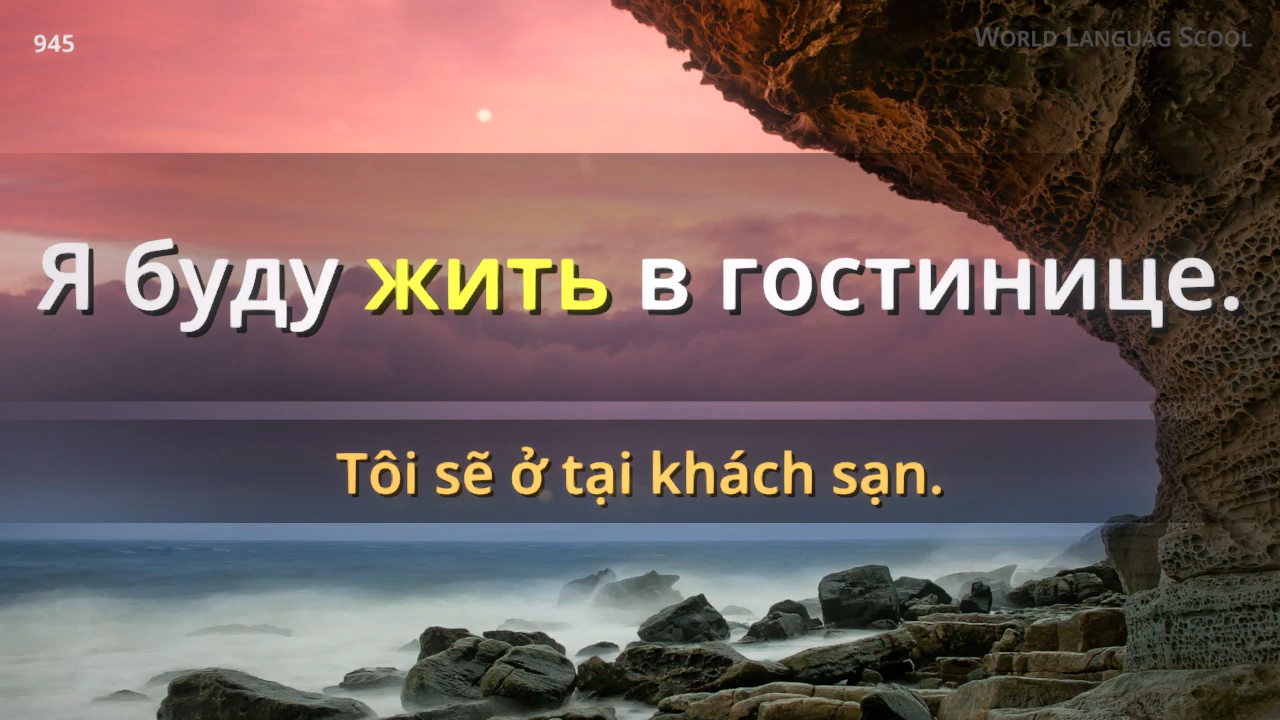 945
World Languag Scool
Я буду жить в гостинице.
Tôi sẽ ở tại khách sạn.